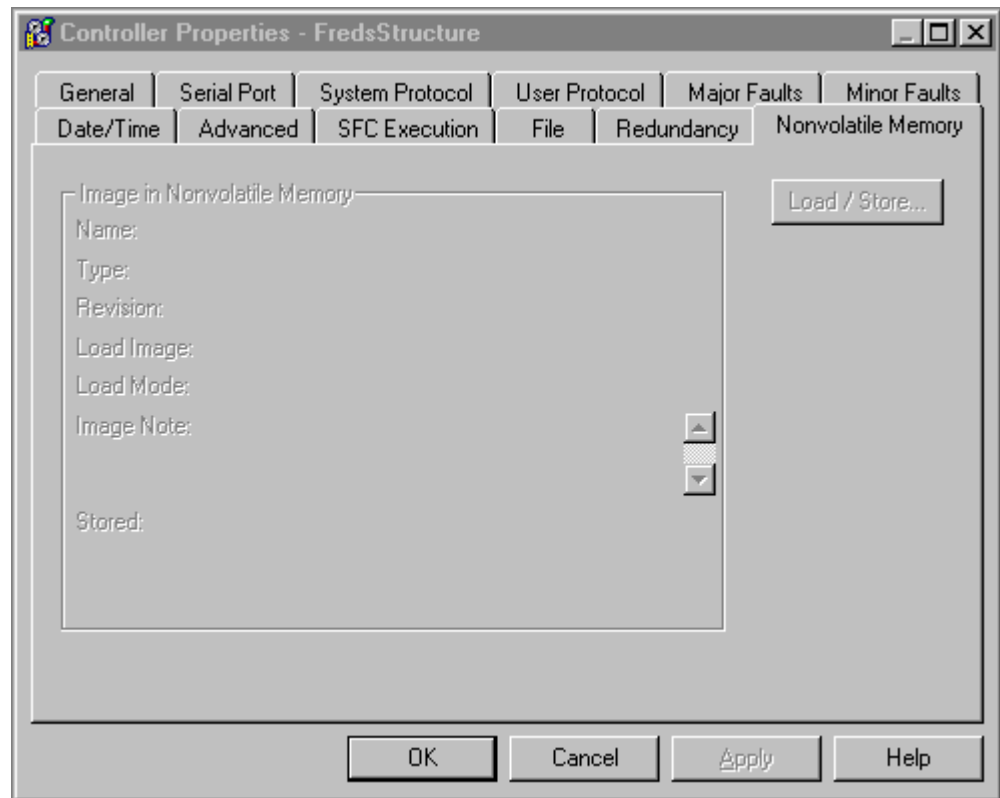 Controller Properties - FredsStructure
General Serial Port System Protocol User Protocol Major Faults Minor Faults
Date/Time Advanced SFC Execution File Redundancy Nonvolatile Memory
Image in Nonvolatile Memory
Load / Store...
Name:
Type:
Revision:
Load Image:
Load Mode:
Image Note:
Stored:
OK Cancel Apply Help